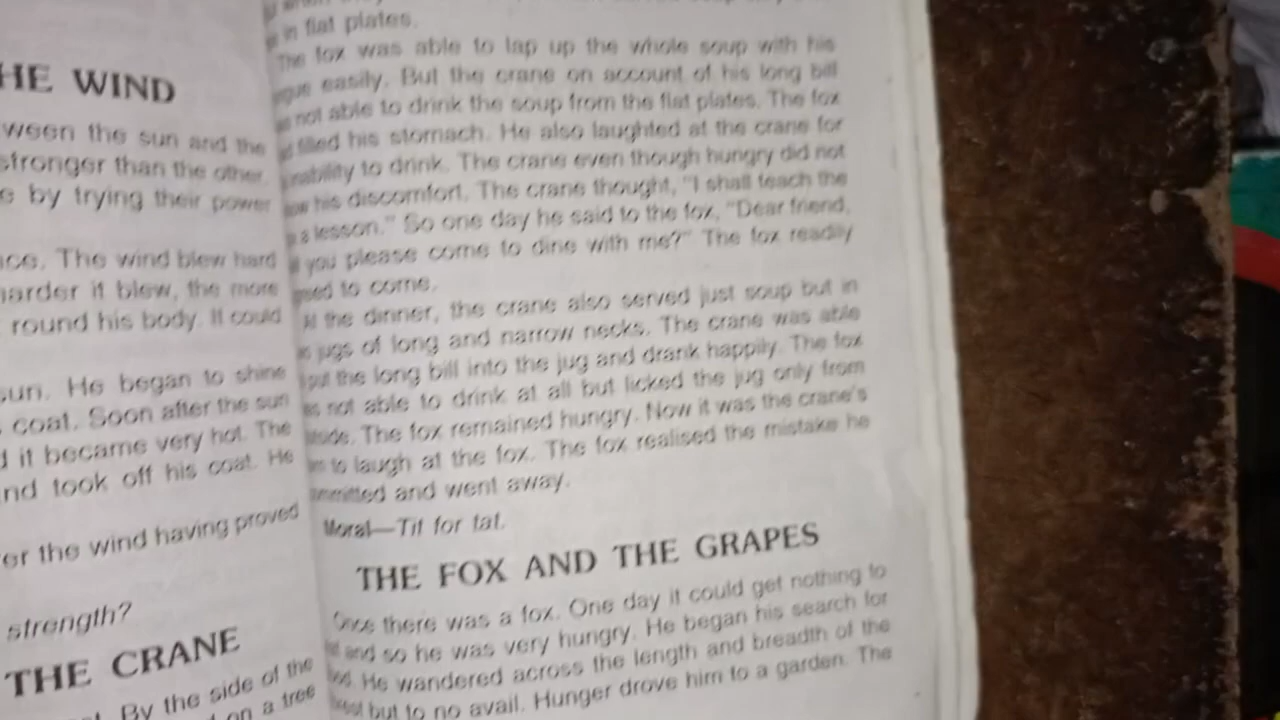 HE WIND
ween the sun and the
stronger than the other.
e by trying their power
ce. The wind blew hard
harder it blew, the more
round his body. It could
sun. He began to shine
coat. Soon after the sun
d it became very hot. The
nd took off his coat. He
er the wind having proved
strength?
THE CRANE
By the side of the
on a tree
in flat plates.
The fox was able to lap up the whole soup with his
gue easily. But the crane on account of his long bill
not able to drink the soup from the flat plates. The fox
filled his stomach. He also laughted at the crane for
inability to drink. The crane even though hungry did not
his discomfort. The crane thought, "I shall teach the
a lesson." So one day he said to the fox, "Dear friend,
you please come to dine with me?" The fox readily
to come.
At the dinner, the crane also served just soup but in
jugs of long and narrow necks. The crane was able
put the long bill into the jug and drank happily. The fox
not able to drink at all but licked the jug only from
The fox remained hungry. Now it was the crane's
to laugh at the fox. The fox realised the mistake he
mmitted and went away.
Moral—Tit for tat.
THE FOX AND THE GRAPES
Once there was a fox. One day it could get nothing to
and so he was very hungry. He began his search for
He wandered across the length and breadth of the
but to no avail. Hunger drove him to a garden. The